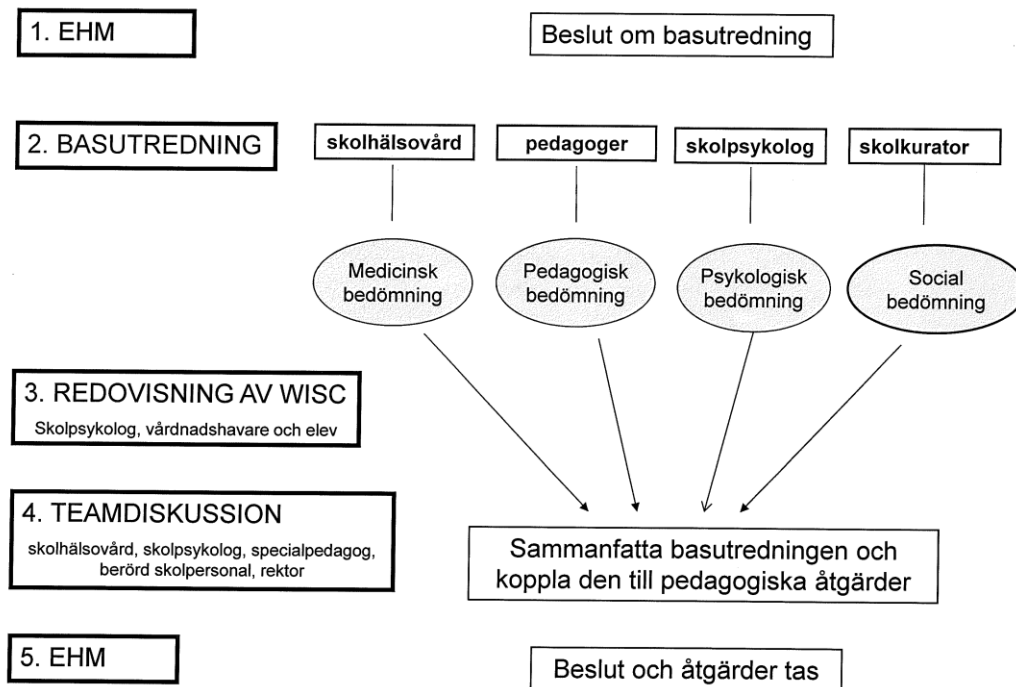 1. EHM
Beslut om basutredning
2. BASUTREDNING
skolhälsovård
pedagoger
skolpsykolog
skolkurator
Medicinsk
bedömning
Pedagogisk
bedömning
Psykologisk
bedömning
Social
bedömning
3. REDOVISNING AV WISC
Skolpsykolog, vårdnadshavare och elev
4. TEAMDISKUSSION
skolhälsovård, skolpsykolog, specialpedagog,
berörd skolpersonal, rektor
Sammanfatta basutredningen och
koppla den till pedagogiska åtgärder
5. EHM
Beslut och åtgärder tas